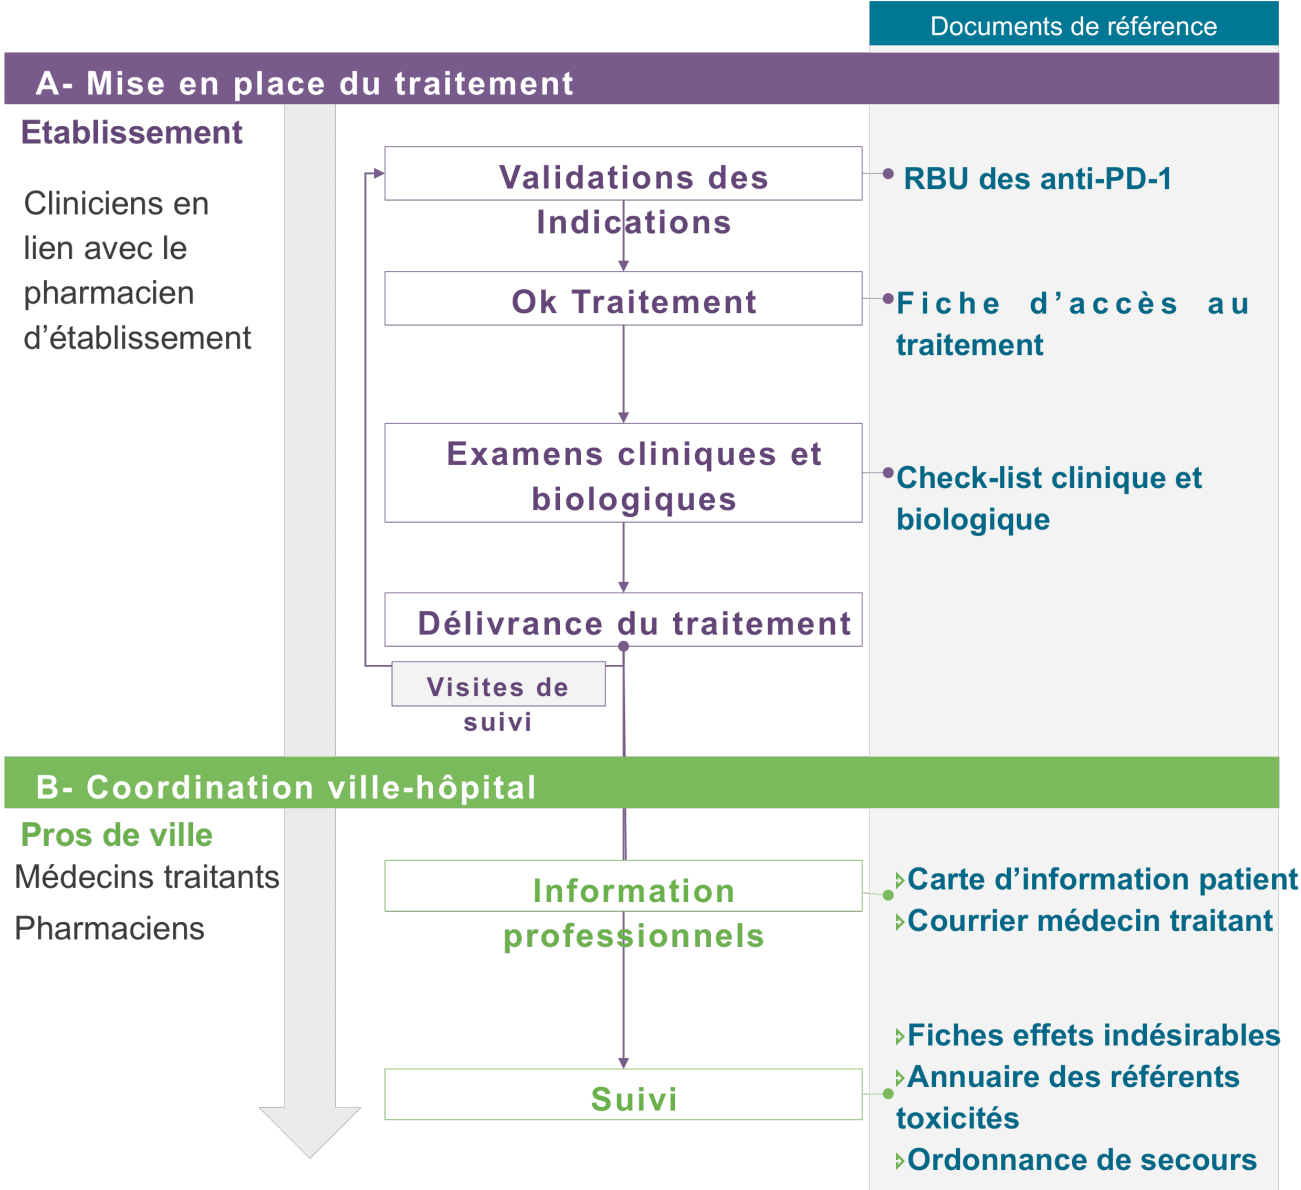 Documents de référence
A- Mise en place du traitement
Etablissement
Cliniciens en
lien avec le
pharmacien
d’établissement
Validations des
Indications
RBU des anti-PD-1
Ok Traitement
Fiche d’accès au
traitement
Examens cliniques et
biologiques
Check-list clinique et
biologique
Délivrance du traitement
Visites de
suivi
B- Coordination ville-hôpital
Pros de ville
Médecins traitants
Pharmaciens
Information
professionnels
Carte d’information patient
Courrier médecin traitant
Suivi
Fiches effets indésirables
Annuaire des référents
toxicités
Ordonnance de secours